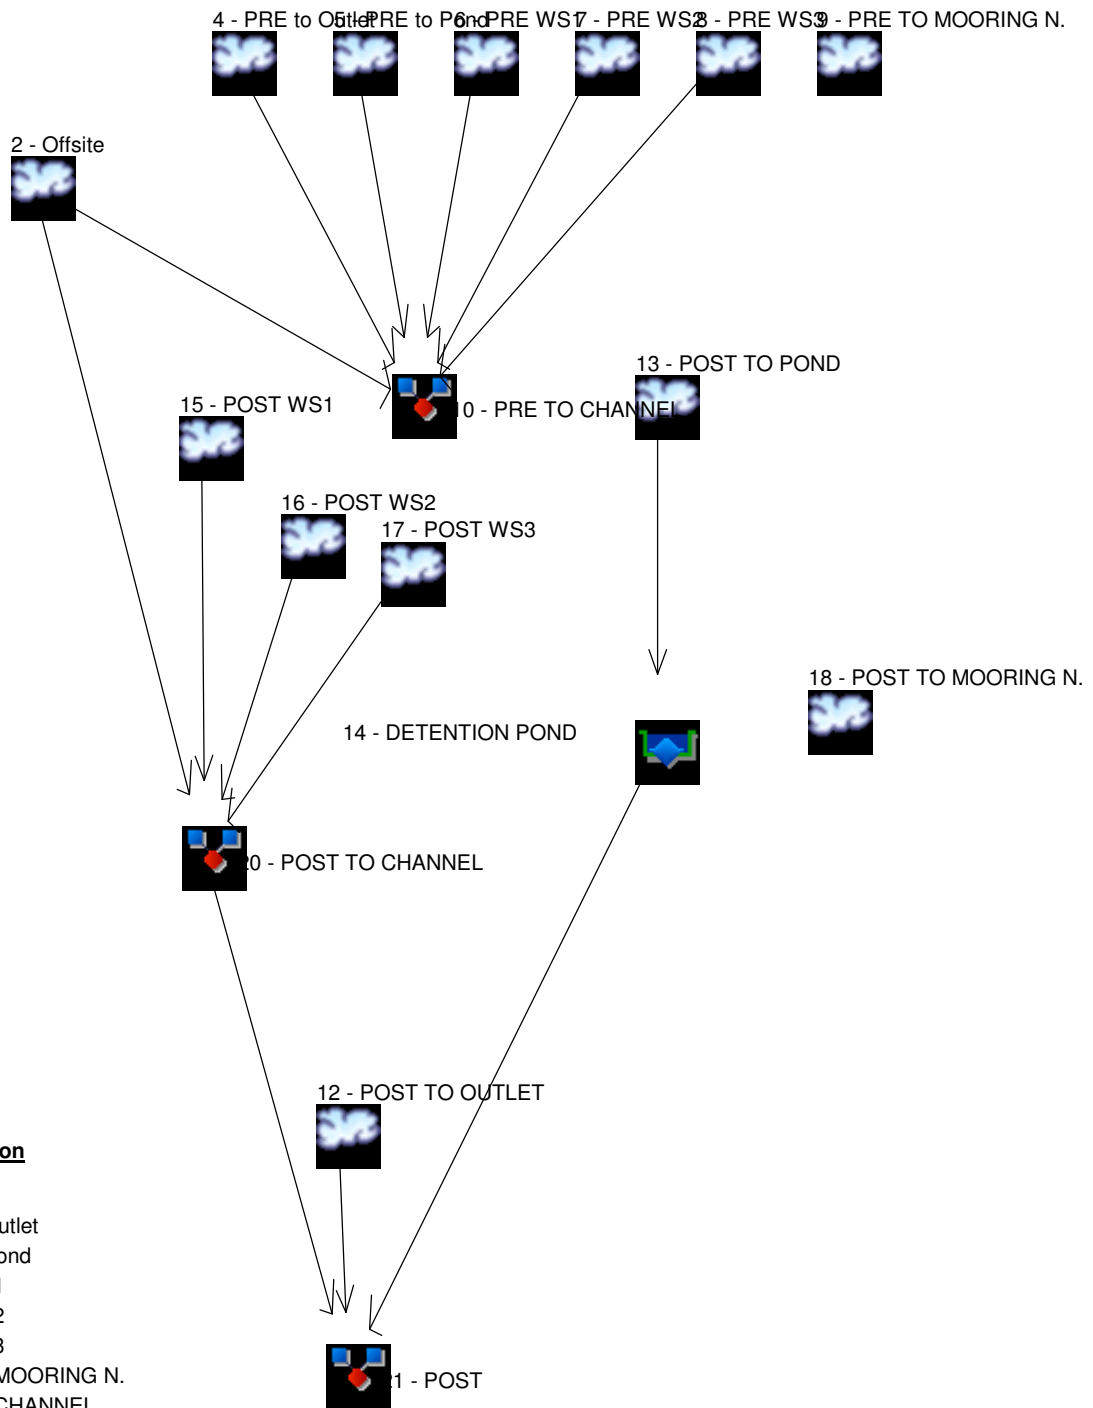 4 - PRE to Outlet
5 - PRE to Pond
6 - PRE WS1
7 - PRE WS2
8 - PRE WS3
9 - PRE TO MOORING N.
2 - Offsite
13 - POST TO POND
15 - POST WS1
10 - PRE TO CHANNEL
16 - POST WS2
17 - POST WS3
18 - POST TO MOORING N.
14 - DETENTION POND
20 - POST TO CHANNEL
12 - POST TO OUTLET
on
utlet
ond
1
2
3
MOORING N.
CHANNEL
21 - POST